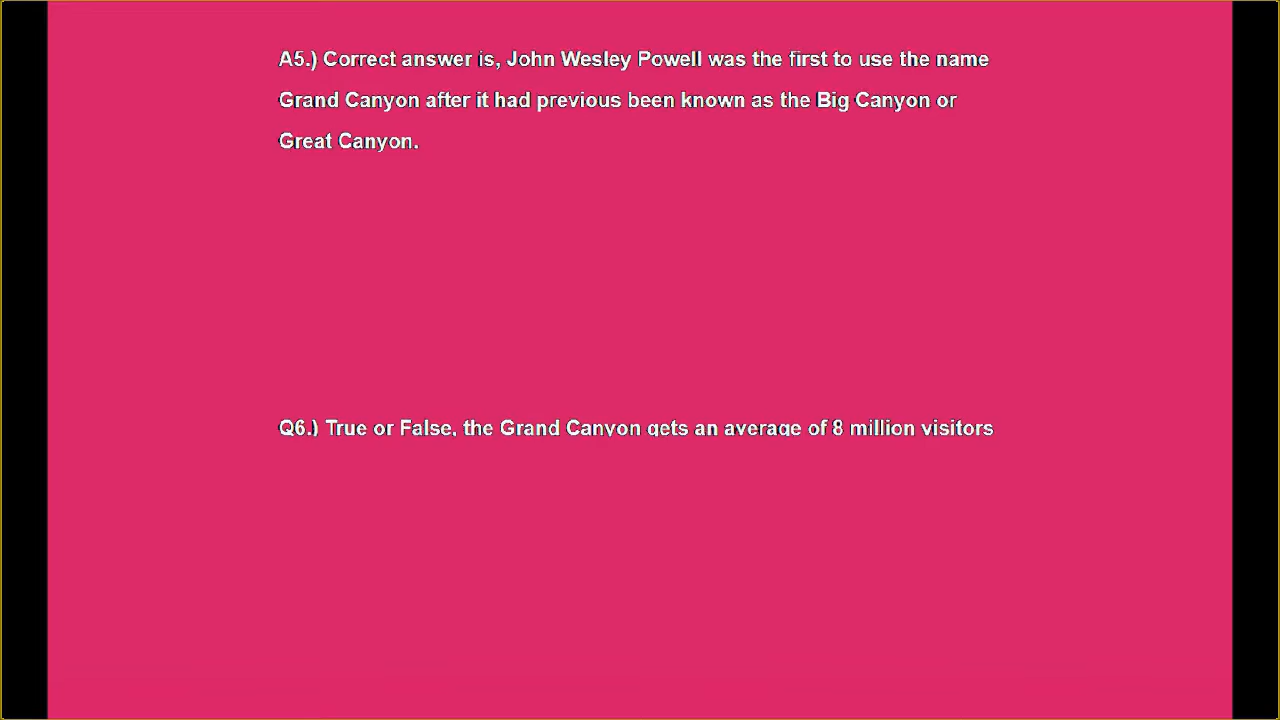 A5.) Correct answer is, John Wesley Powell was the first to use the name
Grand Canyon after it had previous been known as the Big Canyon or
Great Canyon.
Q6.) True or False, the Grand Canyon gets an average of 8 million visitors